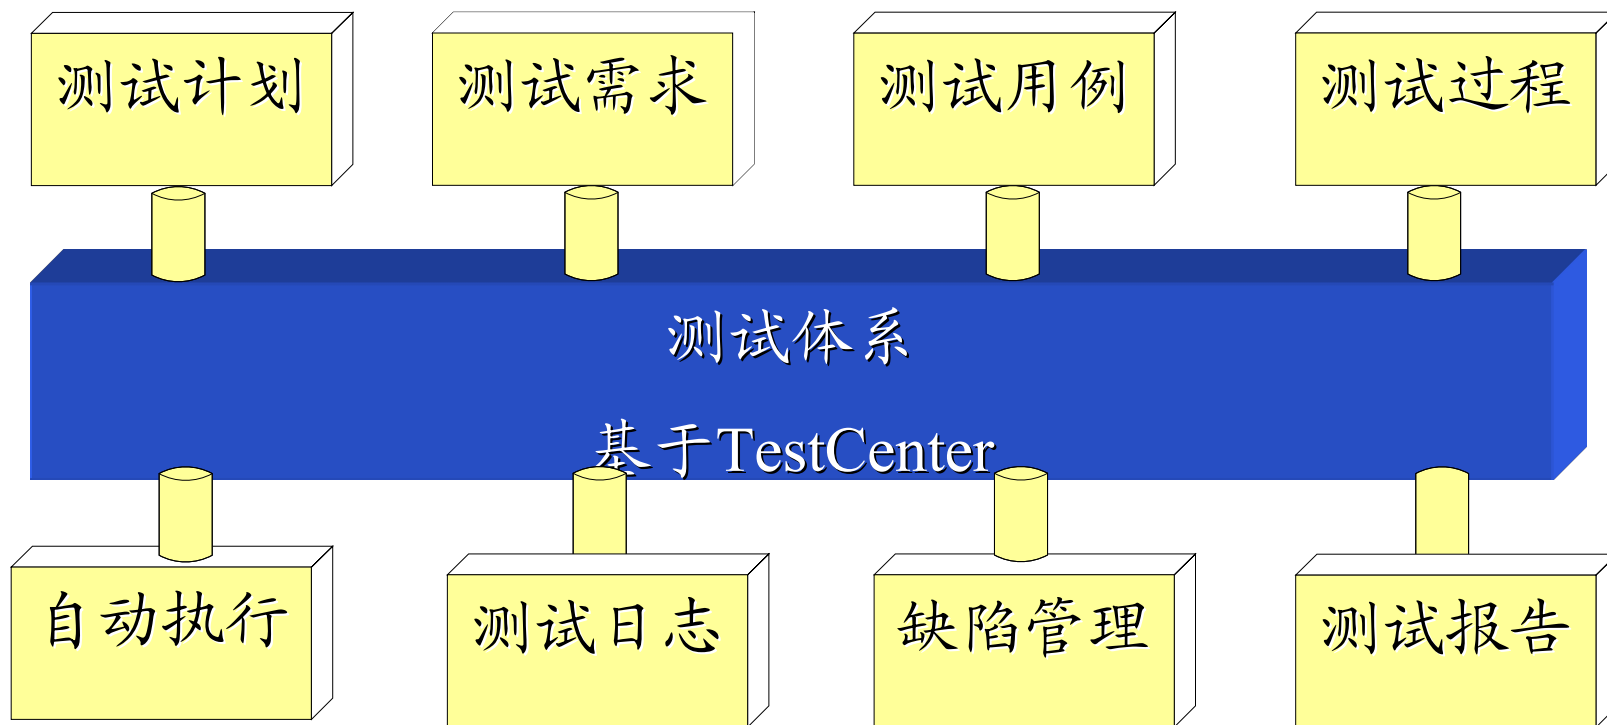 测试计划
测试需求
测试用例
测试过程
测试体系
基于TestCenter
自动执行
测试日志
缺陷管理
测试报告